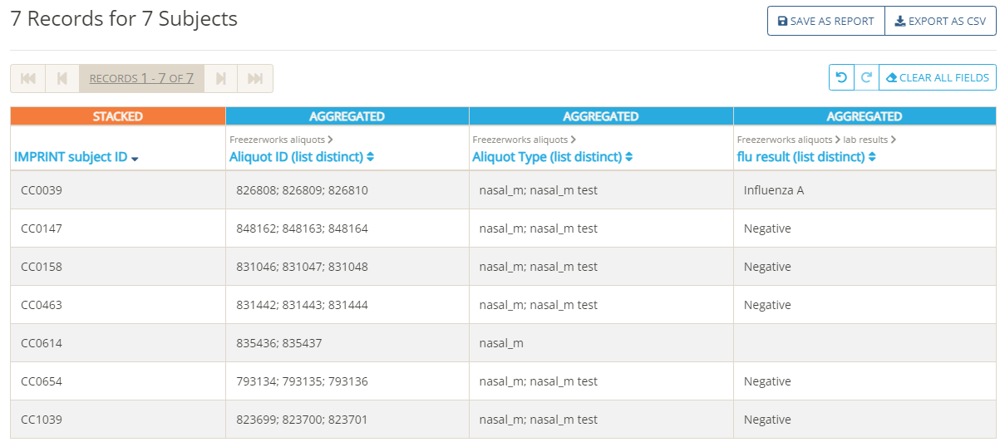 7 Records for 7 Subjects
SAVE AS REPORT EXPORT AS CSV
RECORDS 1 - 7 OF 7
CLEAR ALL FIELDS
STACKED AGGREGATED AGGREGATED AGGREGATED
Freezerworks aliquots > Freezerworks aliquots > Freezerworks aliquots > lab results >
IMPRINT subject ID Aliquot ID (list distinct) Aliquot Type (list distinct) flu result (list distinct)
CC0039 826808; 826809; 826810 nasal_m; nasal_m test Influenza A
CC0147 848162; 848163; 848164 nasal_m; nasal_m test Negative
CC0158 831046; 831047; 831048 nasal_m; nasal_m test Negative
CC0463 831442; 831443; 831444 nasal_m; nasal_m test Negative
CC0614 835436; 835437 nasal_m
CC0654 793134; 793135; 793136 nasal_m; nasal_m test Negative
CC1039 823699; 823700; 823701 nasal_m; nasal_m test Negative